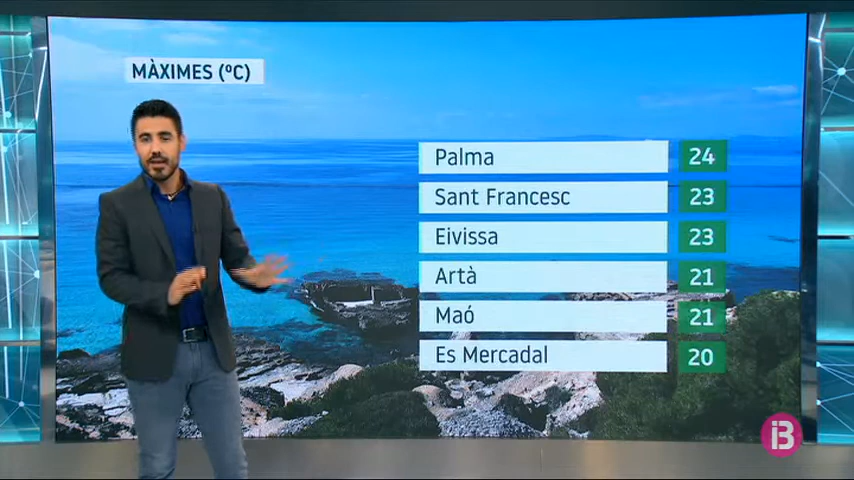 MÀXIMES (ºC)
Palma 24
Sant Francesc 23
Eivissa 23
Artà 21
Maó 21
Es Mercadal 20
iB